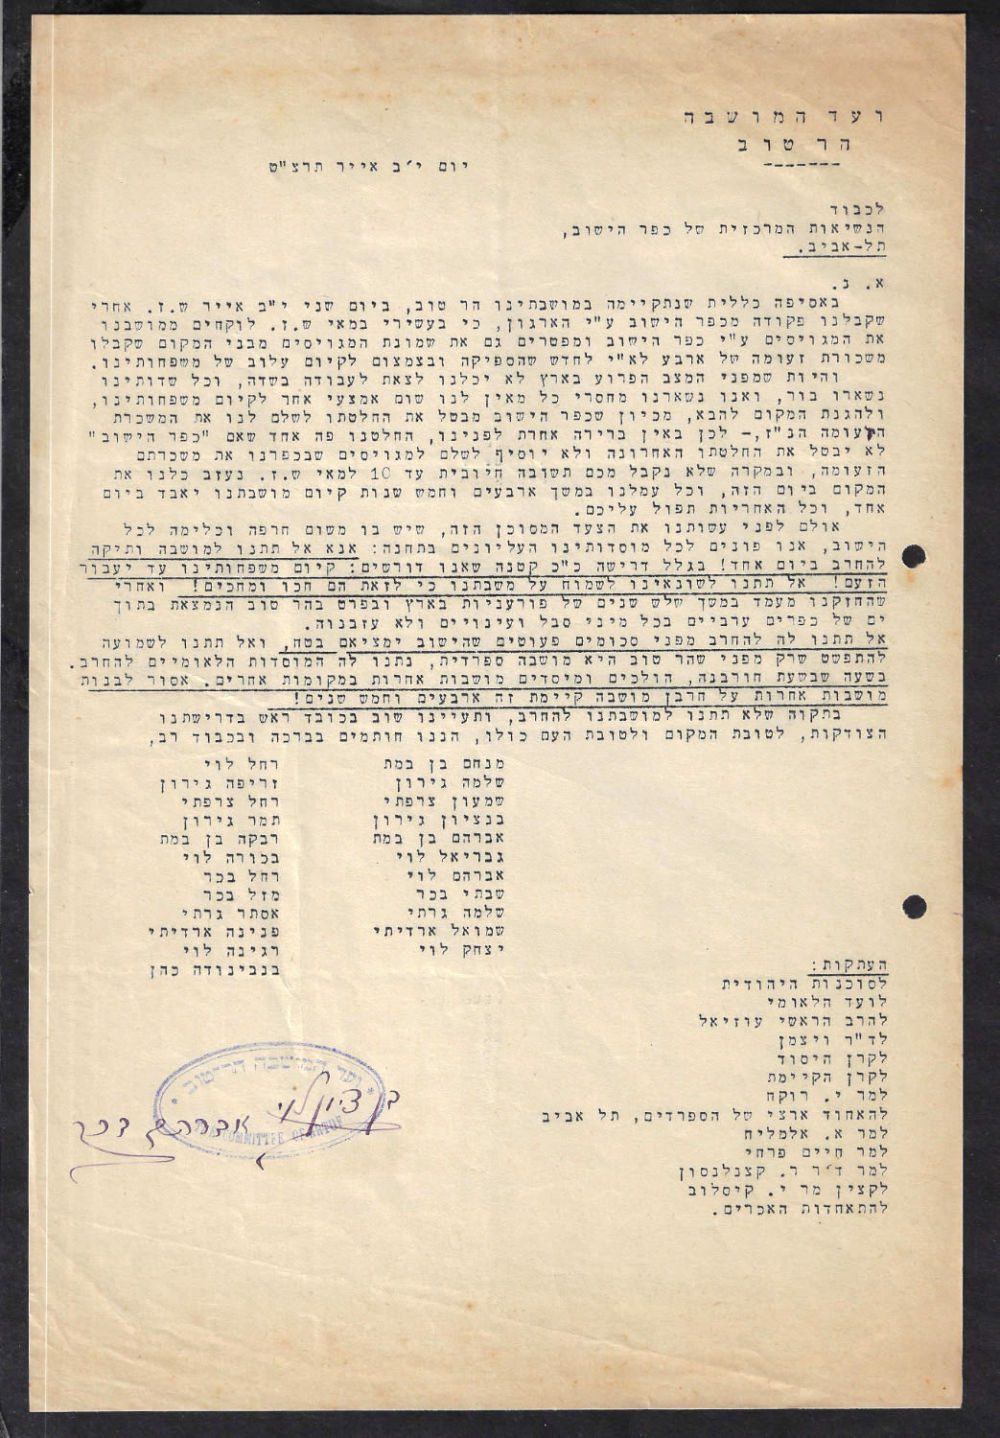 ועד המושבה
הר טוב
יום י׳ב אייר תרצ"ט
לכבוד
הנשיאות המרכזית של כפר הישוב,
תל-אביב.
א. נ.
באסיפה כללית שנתקיימה במושבתינו הר טוב, ביום שני י"ב אייר ש.ז. אחרי
שקבלנו פקודה מכפר הישוב ע"י הארגון, כי בעשירי במאי ש.ז. לוקחים ממושבנו
את המגויסים ע"י כפר הישוב ומפטרים גם את שמונת המגויסים מבני המקום שקבלו
משכורת זעומה של ארבע לא"י לחדש שהספיקה ובצמצום לקיום עלוב של משפחותינו.
והיות שמפני המצב הפרוע בארץ לא יכלנו לצאת לעבודה בשדה, וכל שדותינו
נשארו בור, ואנו נשארנו מחסרי כל מאין לנו שום אמצעי אחד לקיום משפחותינו,
ולהגנת המקום להבא, מכיון שכפר הישוב מבטל את החלטתו לשלם לנו את המשכרת
הזעומה הנ"ז,- לכן באין ברירה אחרת לפנינו, החלטנו פה אחד שאם "כפר הישוב"
לא יבטל את החלטתו האחרונה ולא יוסיף לשלם למגויסים שבכפרנו את משכרתם
הזעומה, ובמקרה שלא נקבל מכם תשובה חיובית עד 10 למאי ש.ז. נעזב כלנו את
המקום ביום הזה, וכל עמלנו במשך ארבעים וחמש שנות קיום מושבתנו יאבד ביום
אחד, וכל האחריות תפול עליכם.
אולם לפני עשותנו את הצעד המסוכן הזה, שיש בו משום חרפה וכלימה לכל
הישוב, אנו פונים לכל מוסדותינו העליונים בתחנה: אנא אל תתנו למושבה ותיקה
להחרב ביום אחד! בגלל דרישה כ"כ קטנה שאנו דורשים: קיום משפחותינו עד יעבור
הזעם! אל תתנו לשונאינו לשמוח על משבתנו כי לזאת הם חכו ומחכים! ואחרי
שהחזקנו מעמד במשך שלש שנים של פורעניות בארץ ובפרט בהר טוב הנמצאת בתוך
ים של כפרים ערביים בכל מיני סבל ועינויים ולא עזבנוה.
אל תתנו לה להחרב מפני סכומים פעוטים שהישוב ימציאם בטח, ואל תתנו לשמועה
להתפשט שרק מפני שהר טוב היא מושבה ספרדית, נתנו לה המוסדות הלאומיים להחרב.
בשעה שבשעת חורבנה, הולכים ומיסדים מושבות אחרות במקומות אחרים. אסור לבנות
מושבות אחרות על חרבן מושבה קיימת זה ארבעים וחמש שנים!
בתקוה שלא תתנו למושבתנו להחרב, ותעיינו שוב בכובד ראש בדרישתנו
הצודקות, לטובת המקום ולטובת העם כולו, הננו חותמים בברכה ובכבוד רב,
מנחם בן במת רחל לוי
שלמה גירון זריפה גירון
שמעון צרפתי רחל צרפתי
בנציון גירון תמר גירון
אברהם בן במת רבקה בן במת
גבריאל לוי בכורה לוי
אברהם לוי רחל בכר
שבתי בכר מזל בכר
שלמה גרתי אסתר גרתי
שמואל ארדיתי פנינה ארדיתי
יצחק לוי רגינה לוי
בנבינודה כהן
העתקות:
לסוכנות היהודית
לועד הלאומי
להרב הראשי עוזיאל
לד"ר ויצמן
לקרן היסוד
לקרן הקיימת
למר י. רוקח
להאחוד ארצי של הספרדים, תל אביב
למר א. אלמליח
למר חיים פרחי
למר ד׳ר ר. קצנלנסון
לקצין מר י. קיסלוב
להתאחדות האכרים.
ועד המושבה הר-טוב
COMMITTEE OF
בן ציון לוי
אברהם בכר